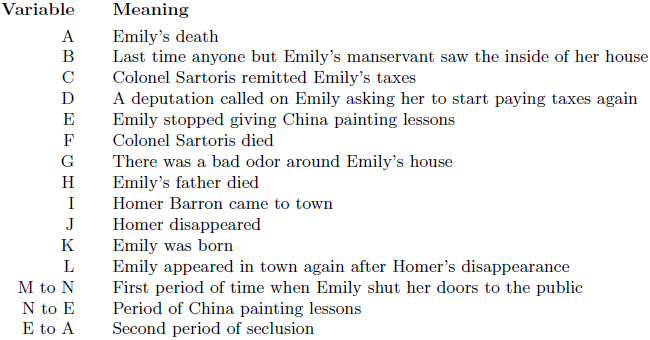 Variable Meaning
A Emily's death
B Last time anyone but Emily's manservant saw the inside of her house
C Colonel Sartoris remitted Emily's taxes
D A deputation called on Emily asking her to start paying taxes again
E Emily stopped giving China painting lessons
F Colonel Sartoris died
G There was a bad odor around Emily's house
H Emily's father died
I Homer Barron came to town
J Homer disappeared
K Emily was born
L Emily appeared in town again after Homer's disappearance
M to N First period of time when Emily shut her doors to the public
N to E Period of China painting lessons
E to A Second period of seclusion